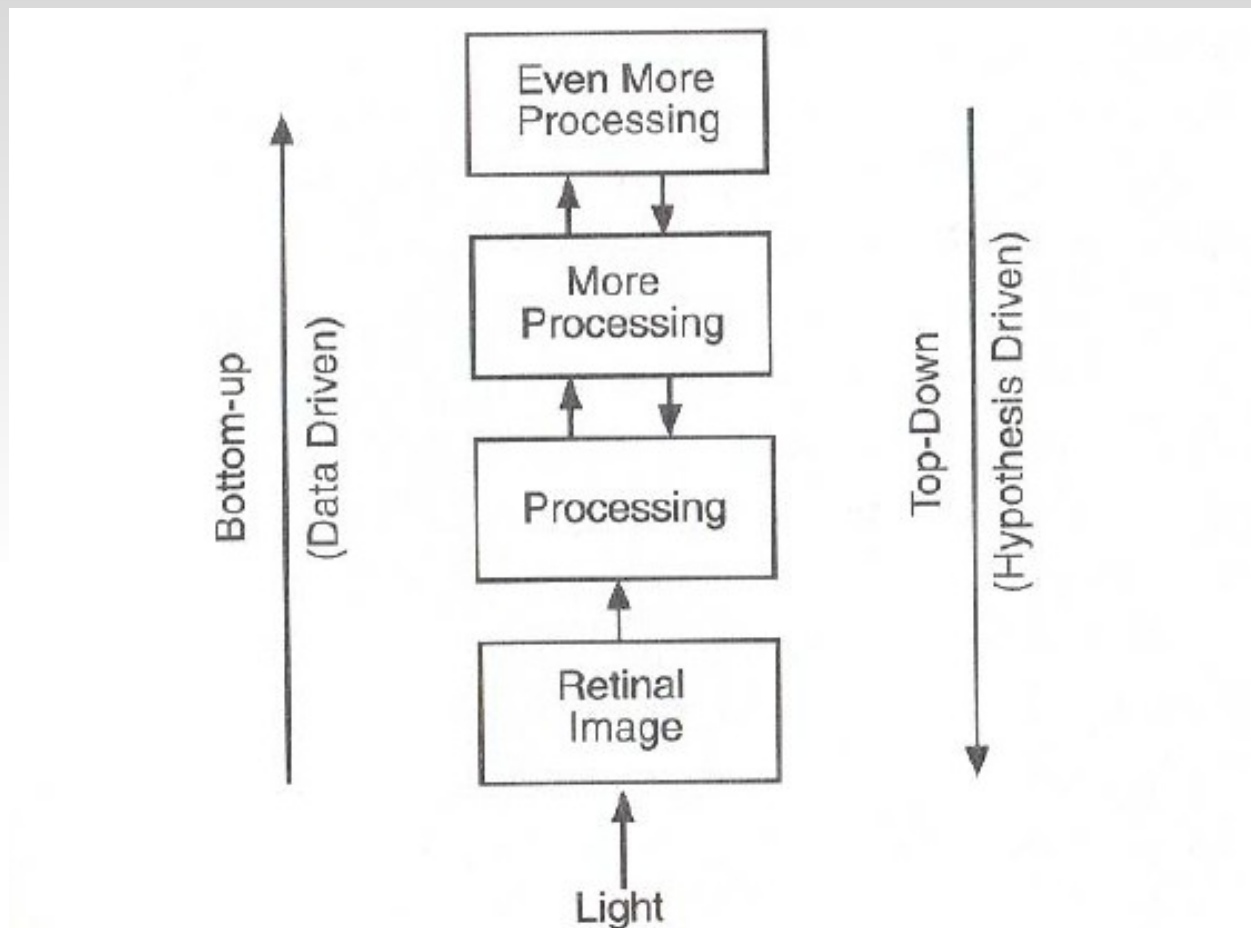 Even More
Processing
More
Processing
Processing
Retinal
Image
Light
Bottom-up
(Data Driven)
Top-Down
(Hypothesis Driven)